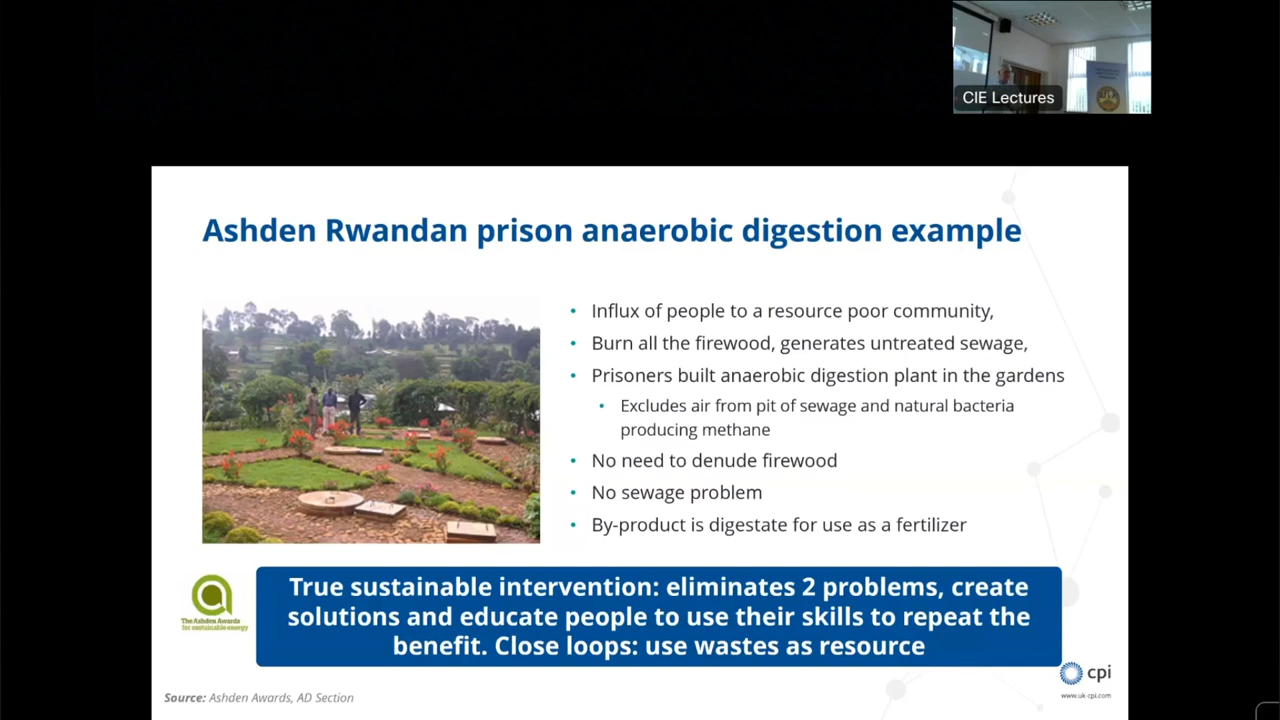 CIE Lectures
Ashden Rwandan prison anaerobic digestion example
• Influx of people to a resource poor community,
• Burn all the firewood, generates untreated sewage,
• Prisoners built anaerobic digestion plant in the gardens
• Excludes air from pit of sewage and natural bacteria
producing methane
• No need to denude firewood
• No sewage problem
• By-product is digestate for use as a fertilizer
True sustainable intervention: eliminates 2 problems, create
solutions and educate people to use their skills to repeat the
benefit. Close loops: use wastes as resource
The Ashden Awards
for sustainable energy
cpi
www.uk-cpi.com
Source: Ashden Awards, AD Section